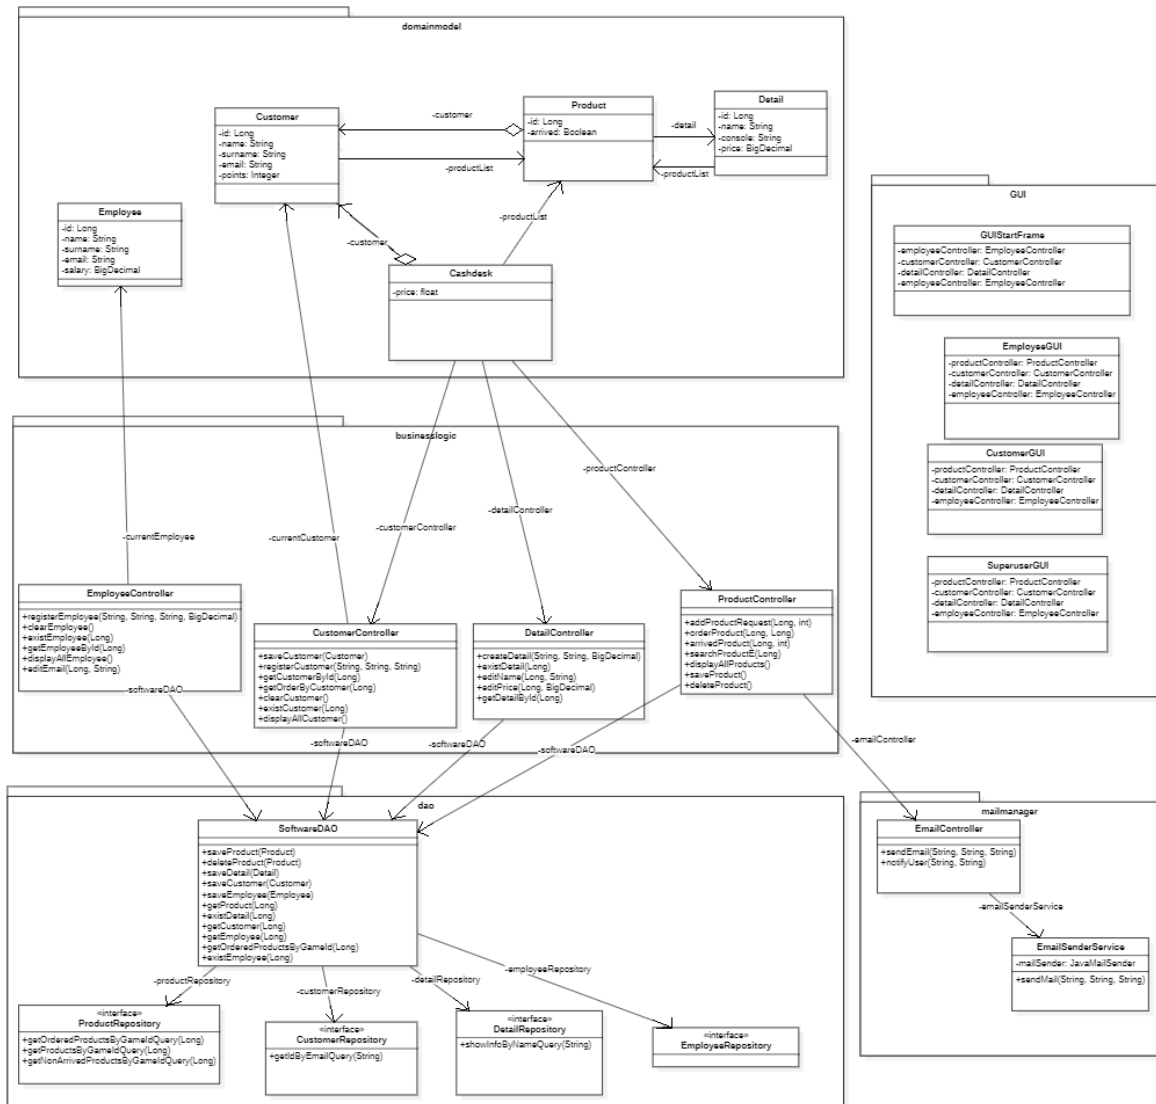 domainmodel
Customer
-id: Long
-name: String
-surname: String
-email: String
-points: Integer
-customer
-productList
Product
-id: Long
-arrived: Boolean
-detail
-productList
Detail
-id: Long
-name: String
-console: String
-price: BigDecimal
Employee
-id: Long
-name: String
-surname: String
-email: String
-salary: BigDecimal
-customer
-productList
Cashdesk
-price: float
GUI
GUIStartFrame
-employeeController: EmployeeController
-customerController: CustomerController
-detailController: DetailController
-employeeController: EmployeeController
EmployeeGUI
-productController: ProductController
-customerController: CustomerController
-detailController: DetailController
-employeeController: EmployeeController
CustomerGUI
-productController: ProductController
-customerController: CustomerController
-detailController: DetailController
-employeeController: EmployeeController
SuperuserGUI
-productController: ProductController
-customerController: CustomerController
-detailController: DetailController
-employeeController: EmployeeController
businesslogic
-currentEmployee
-currentCustomer
-customerController
-detailController
-productController
EmployeeController
+registerEmployee(String, String, String, BigDecimal)
+clearEmployee()
+existEmployee(Long)
+getEmployeeById(Long)
+displayAllEmployee()
+editEmail(Long, String)
CustomerController
+saveCustomer(Customer)
+registerCustomer(String, String, String)
+getCustomerById(Long)
+getOrderByCustomer(Long)
+clearCustomer()
+existCustomer(Long)
+displayAllCustomer()
DetailController
+createDetail(String, String, BigDecimal)
+existDetail(Long)
+editName(Long, String)
+editPrice(Long, BigDecimal)
+getDetailById(Long)
ProductController
+addProductRequest(Long, int)
+orderProduct(Long, Long)
+arrivedProduct(Long, int)
+searchProductE(Long)
+displayAllProducts()
+saveProduct()
+deleteProduct()
-softwareDAO
-softwareDAO
-softwareDAO
-softwareDAO
-emailController
dao
SoftwareDAO
+saveProduct(Product)
+deleteProduct(Product)
+saveDetail(Detail)
+saveCustomer(Customer)
+saveEmployee(Employee)
+getProduct(Long)
+existDetail(Long)
+getCustomer(Long)
+getEmployee(Long)
+getOrderedProductsByGameId(Long)
+existEmployee(Long)
-productRepository
-customerRepository
-detailRepository
-employeeRepository
«interface»
ProductRepository
+getOrderedProductsByGameIdQuery(Long)
+getProductsByGameIdQuery(Long)
+getNonArrivedProductsByGameIdQuery(Long)
«interface»
CustomerRepository
+getIdByEmailQuery(String)
«interface»
DetailRepository
+showInfoByNameQuery(String)
«interface»
EmployeeRepository
mailmanager
EmailController
+sendEmail(String, String, String)
+notifyUser(String, String)
-emailSenderService
EmailSenderService
-mailSender: JavaMailSender
+sendMail(String, String, String)